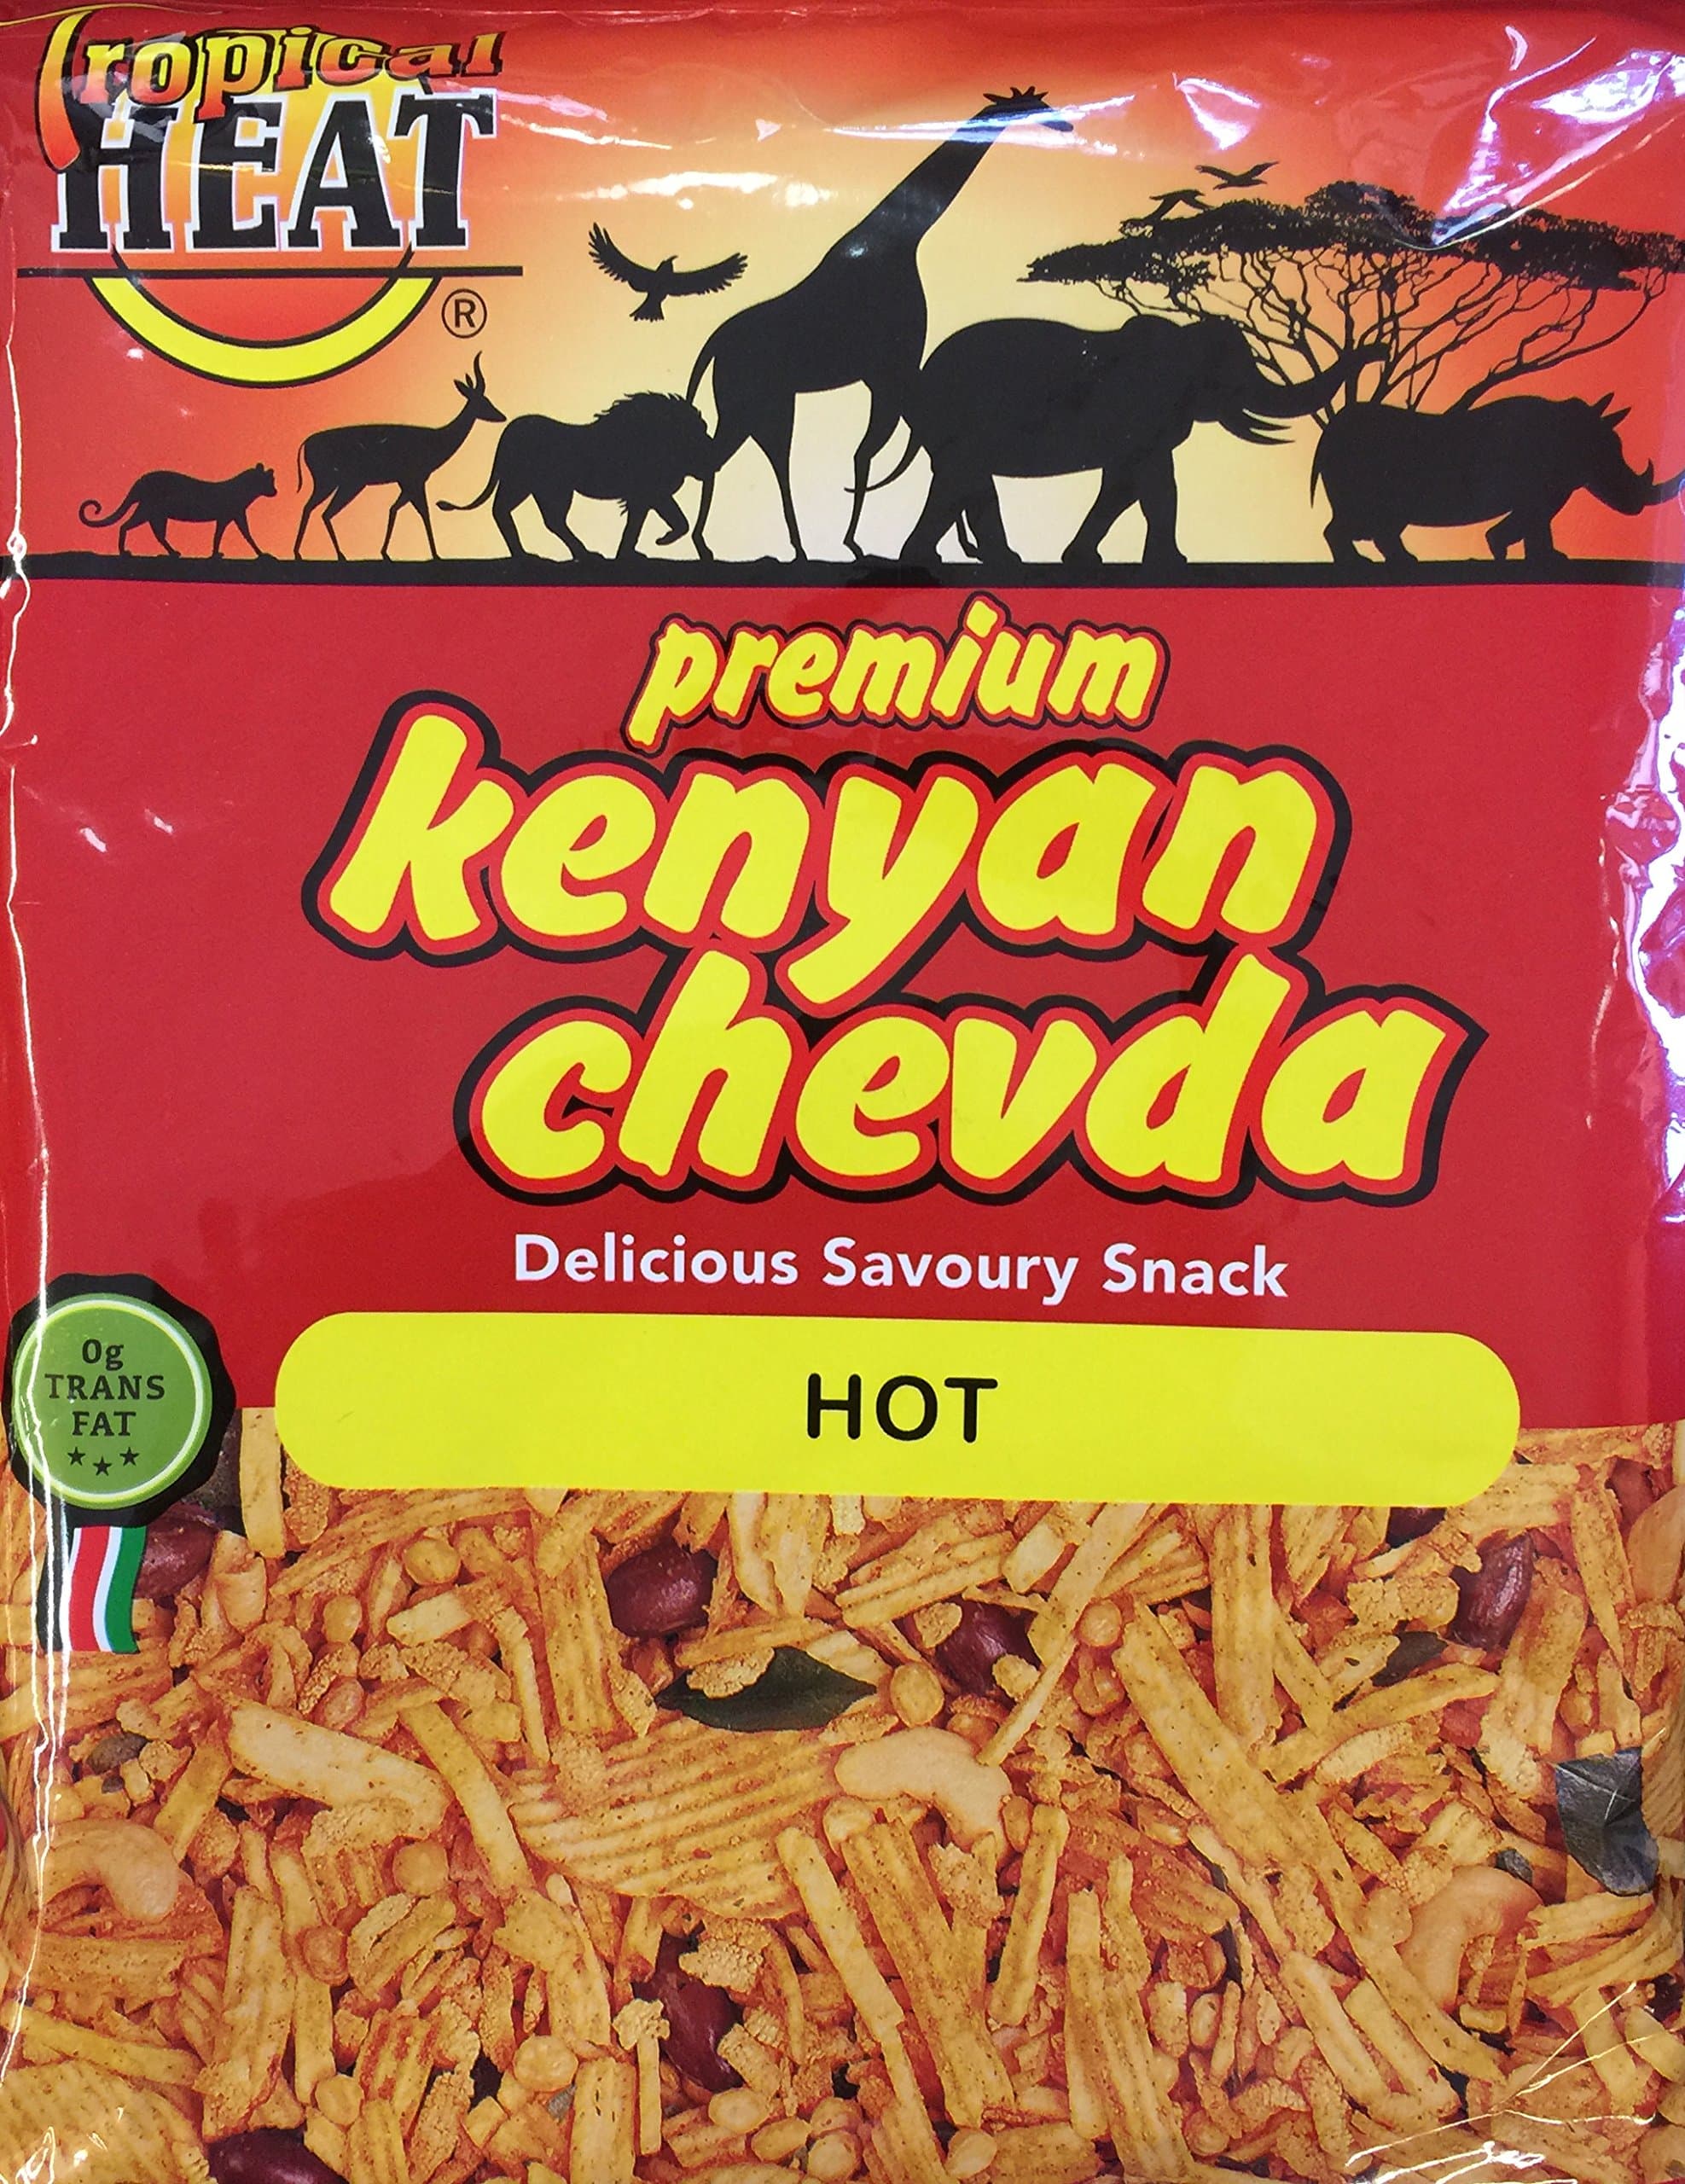 Tropical
HEAT
®
premium
kenyan
chevda
Delicious Savoury Snack
HOT
0g
TRANS
FAT